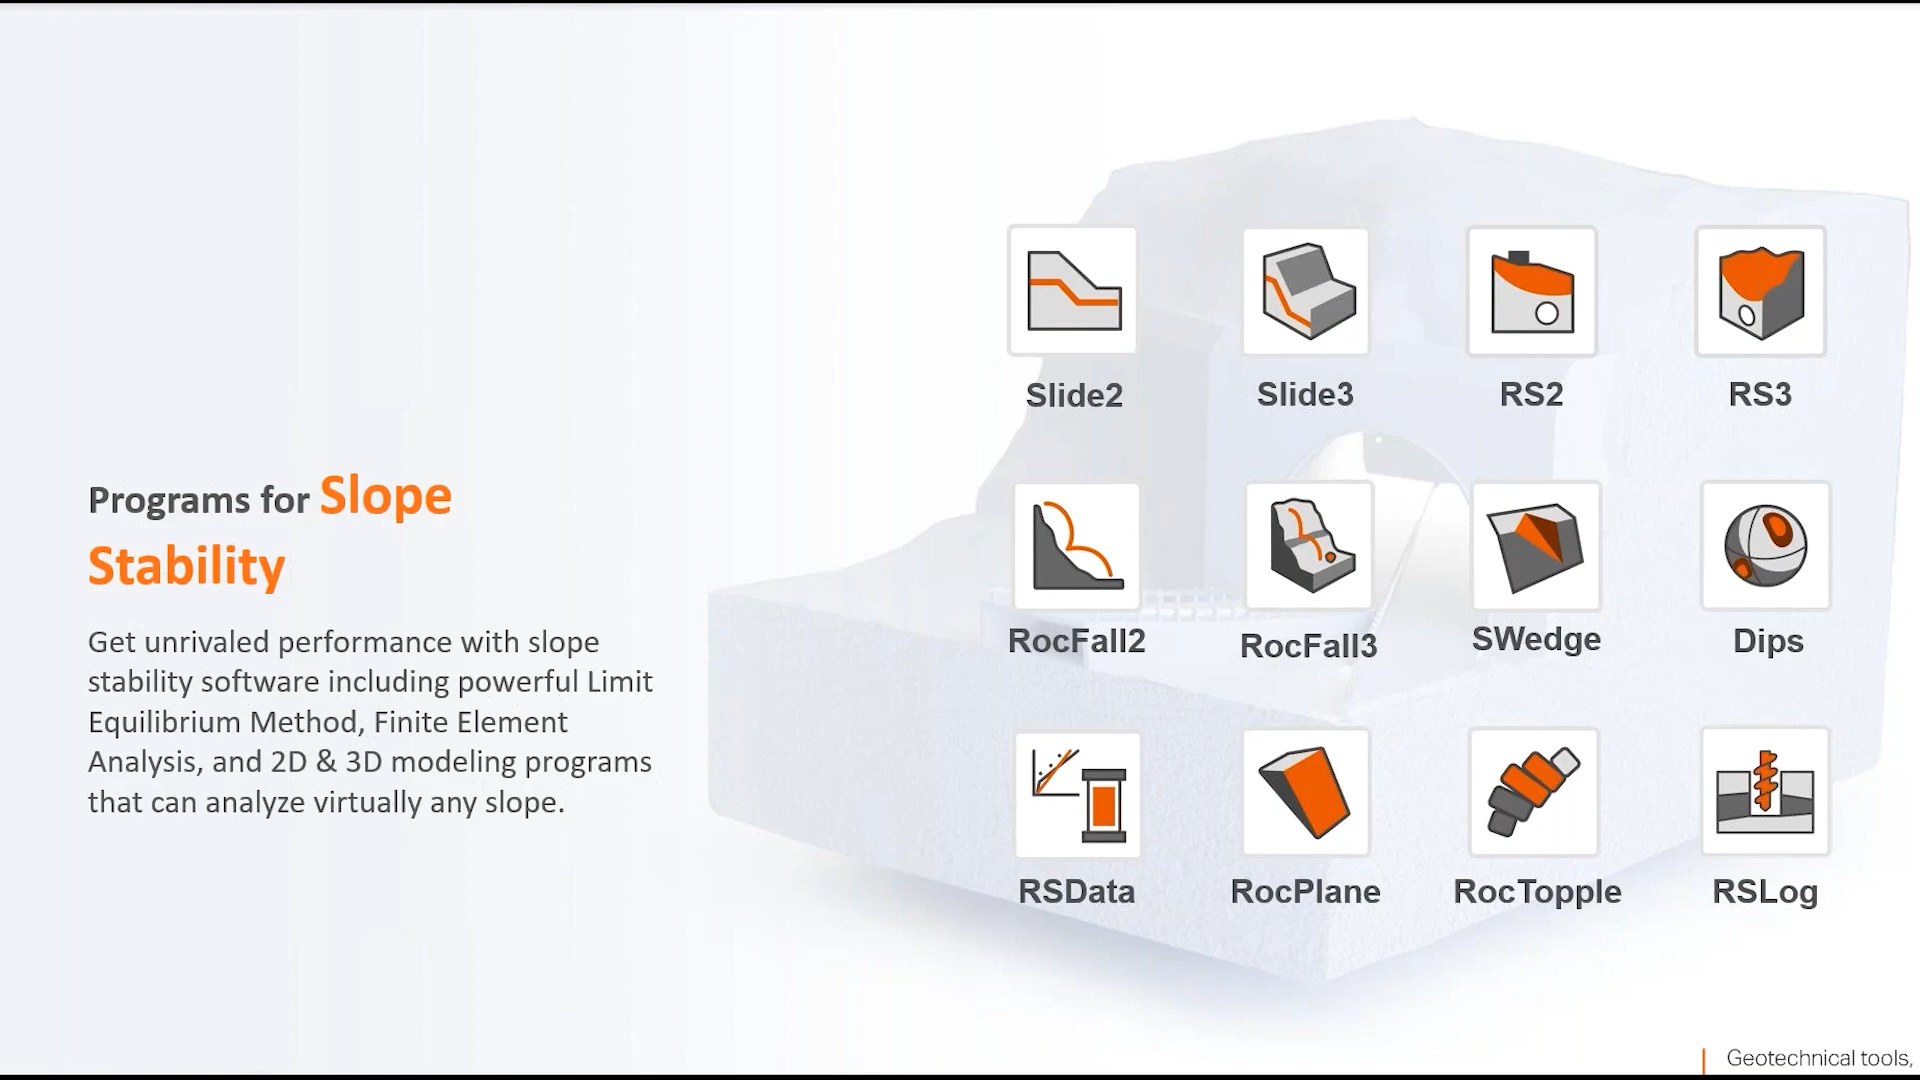 Slide2
Slide3
RS2
RS3
Programs for Slope
Stability
Get unrivaled performance with slope
stability software including powerful Limit
Equilibrium Method, Finite Element
Analysis, and 2D & 3D modeling programs
that can analyze virtually any slope.
RocFall2
RocFall3
SWedge
Dips
RSData
RocPlane
RocTopple
RSLog
Geotechnical tools,